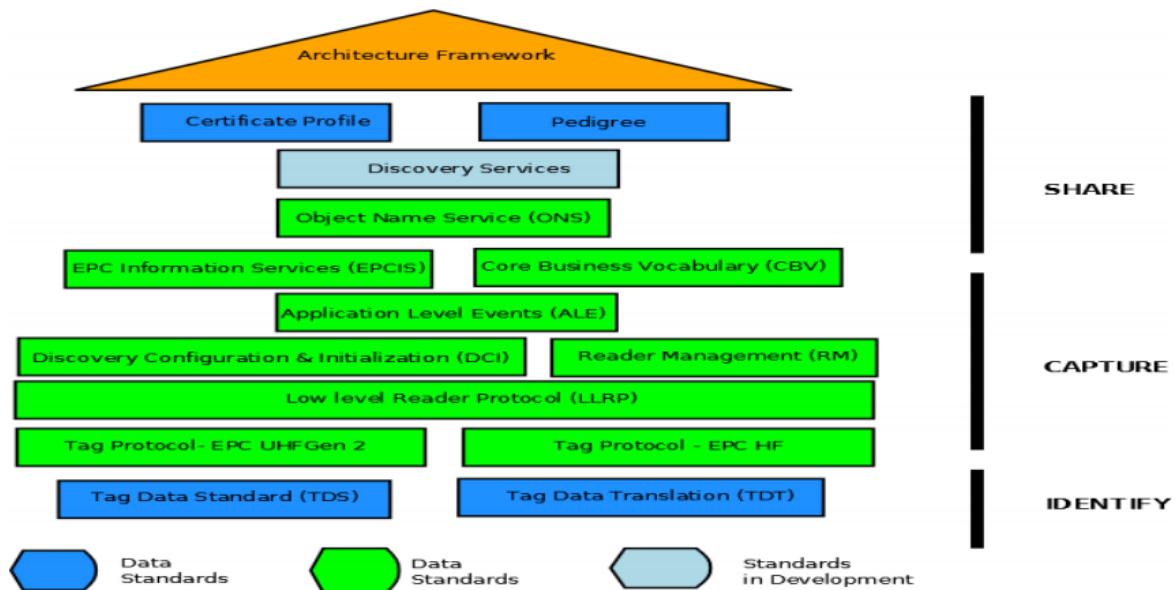 Architecture Framework
Certificate Profile
Pedigree
Discovery Services
SHARE
Object Name Service (ONS)
EPC Information Services (EPCIS)
Core Business Vocabulary (CBV)
Application Level Events (ALE)
Discovery Configuration & Initialization (DCI)
Reader Management (RM)
CAPTURE
Low level Reader Protocol (LLRP)
Tag Protocol- EPC UHFGen 2
Tag Protocol - EPC HF
Tag Data Standard (TDS)
Tag Data Translation (TDT)
IDENTIFY
Data
Standards
Data
Standards
Standards
in Development